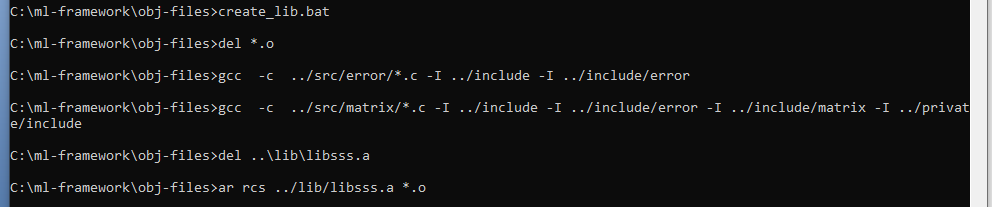 C:\ml-framework\obj-files>create_lib.bat
C:\ml-framework\obj-files>del *.o
C:\ml-framework\obj-files>gcc  -c  ../src/error/*.c -I ../include -I ../include/error
C:\ml-framework\obj-files>gcc  -c  ../src/matrix/*.c -I ../include -I ../include/error -I ../include/matrix -I ../privat
e/include
C:\ml-framework\obj-files>del ..\lib\libsss.a
C:\ml-framework\obj-files>ar rcs ../lib/libsss.a *.o